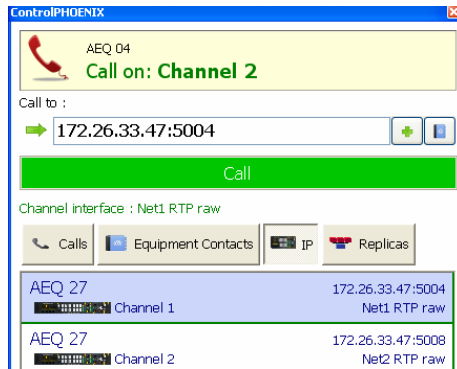 ControlPHOENIX
AEQ 04
Call on: Channel 2
Call to :
172.26.33.47:5004
Call
Channel interface : Net1 RTP raw
Calls Equipment Contacts IP Replicas
AEQ 27 172.26.33.47:5004
Channel 1 Net1 RTP raw
AEQ 27 172.26.33.47:5008
Channel 2 Net2 RTP raw